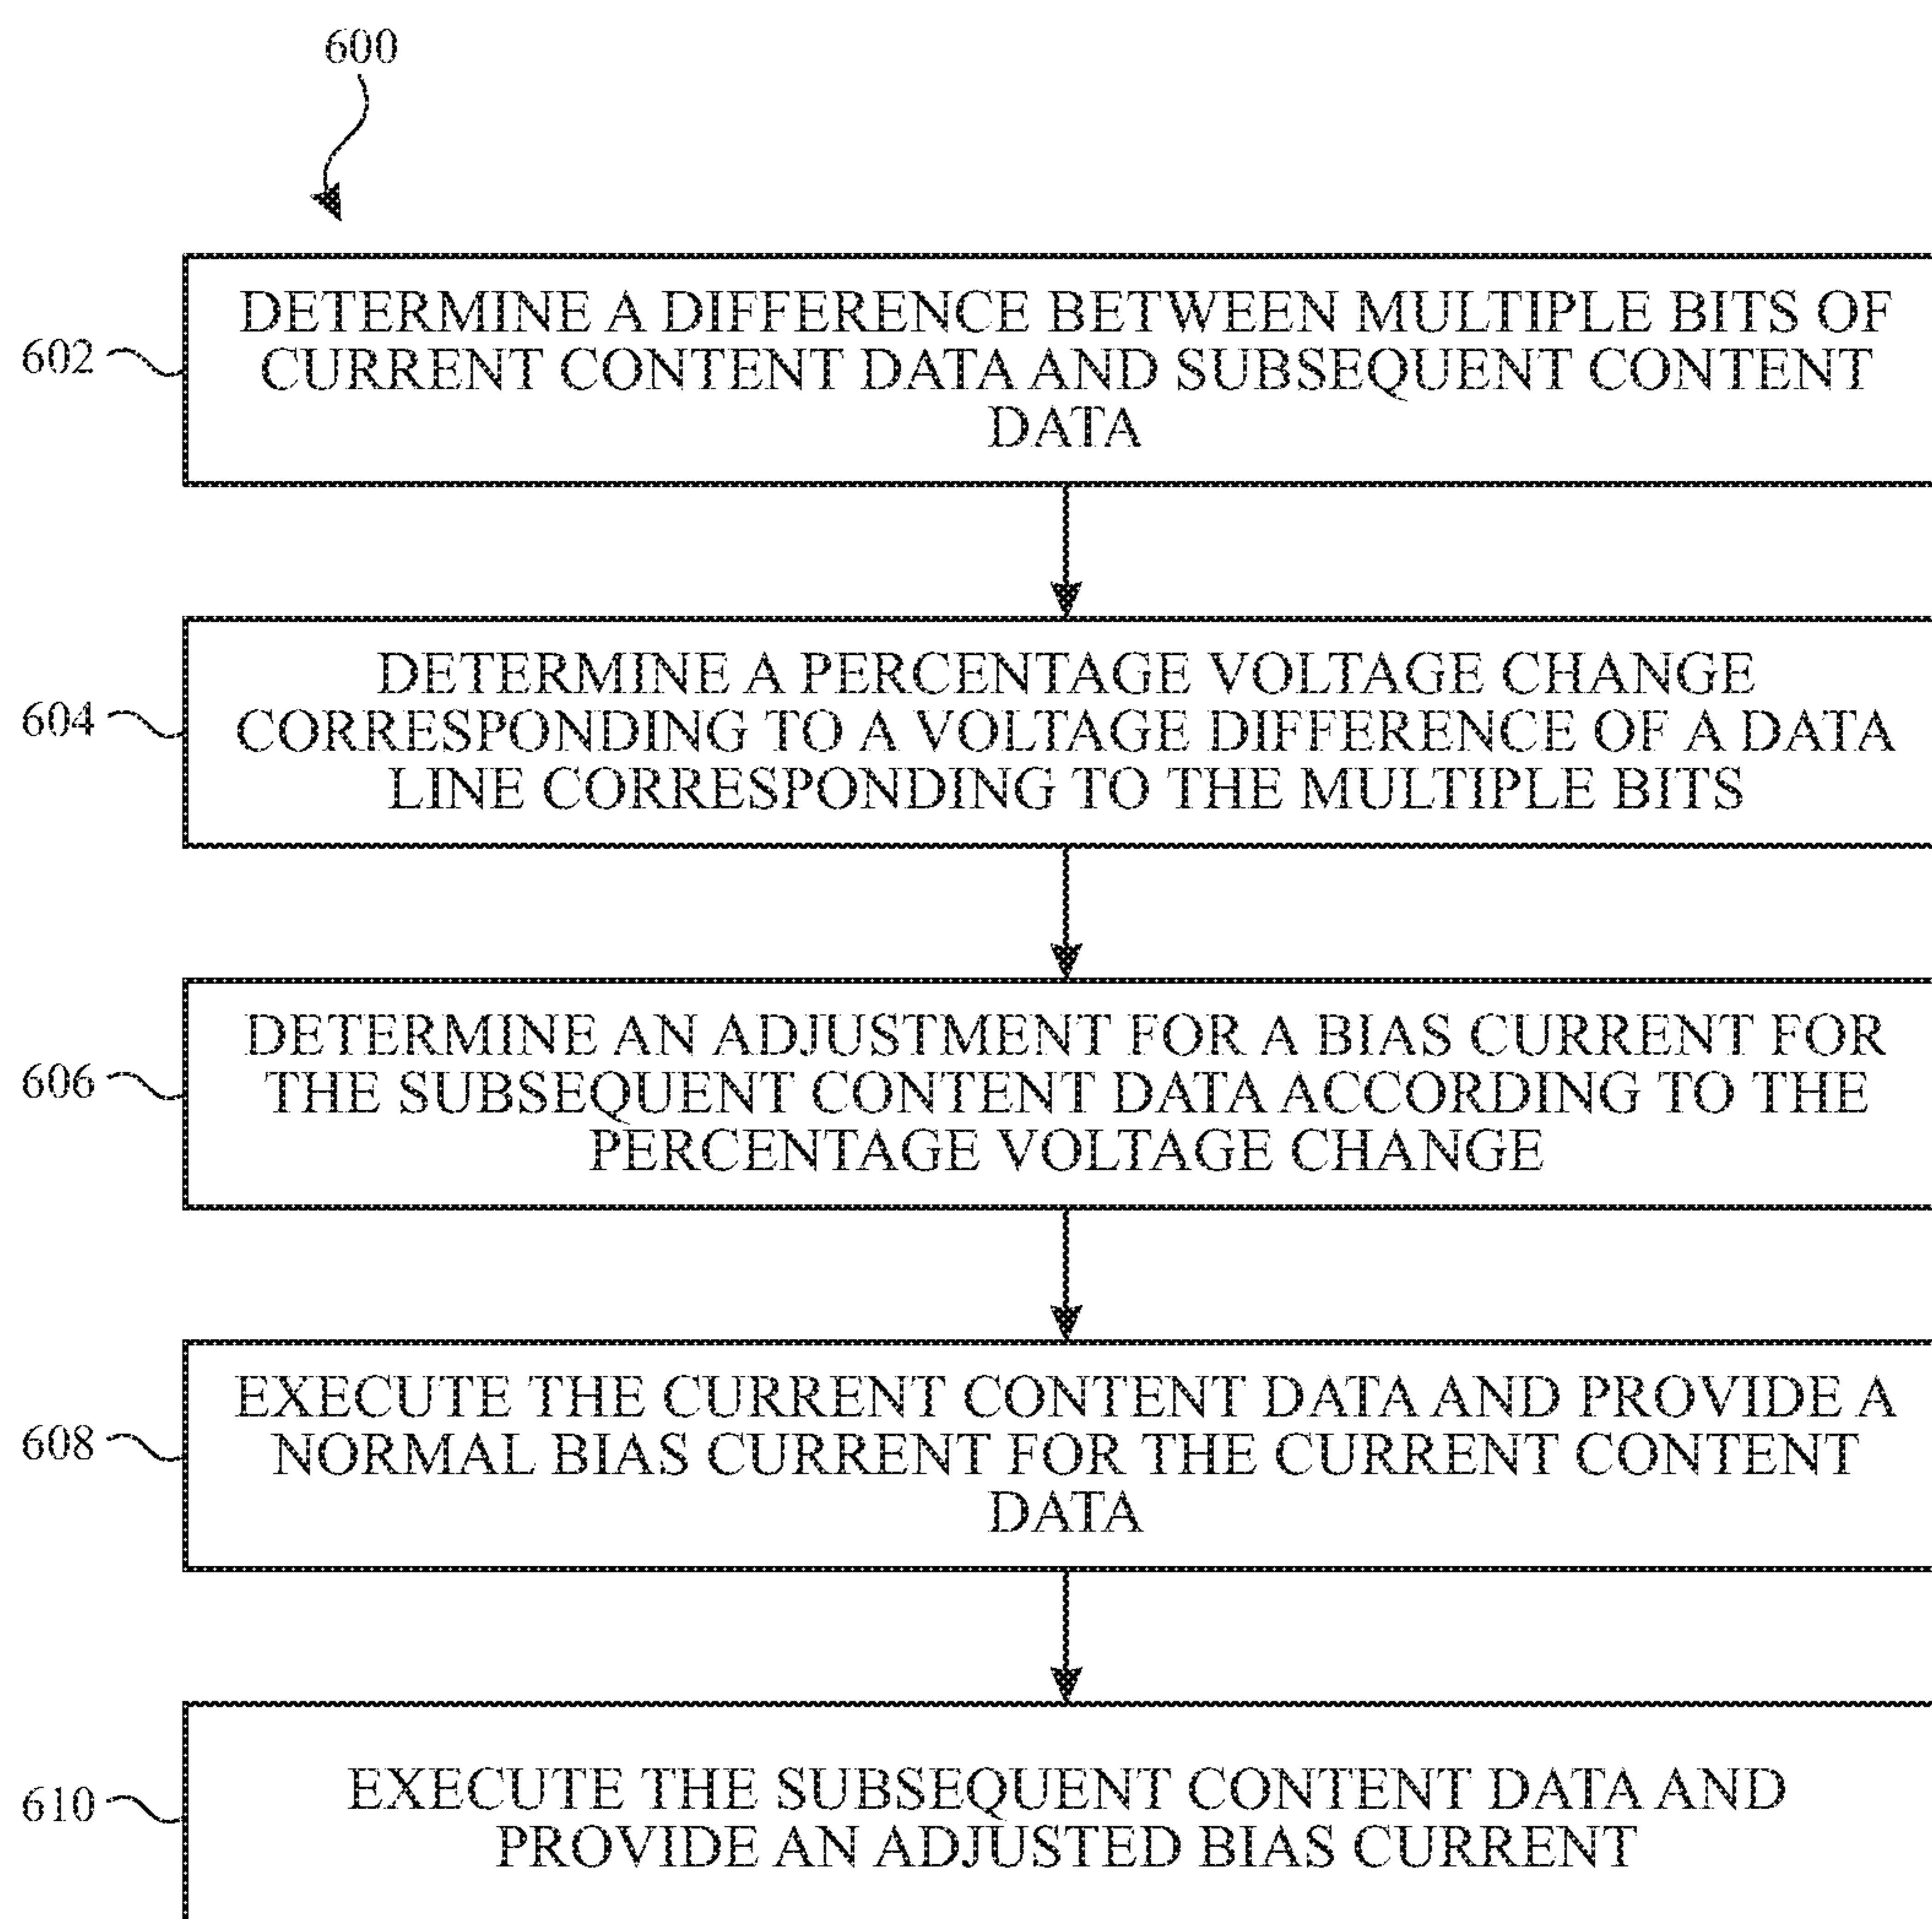 600
602
DETERMINE A DIFFERENCE BETWEEN MULTIPLE BITS OF
CURRENT CONTENT DATA AND SUBSEQUENT CONTENT
DATA
604
DETERMINE A PERCENTAGE VOLTAGE CHANGE
CORRESPONDING TO A VOLTAGE DIFFERENCE OF A DATA
LINE CORRESPONDING TO THE MULTIPLE BITS
606
DETERMINE AN ADJUSTMENT FOR A BIAS CURRENT FOR
THE SUBSEQUENT CONTENT DATA ACCORDING TO THE
PERCENTAGE VOLTAGE CHANGE
608
EXECUTE THE CURRENT CONTENT DATA AND PROVIDE A
NORMAL BIAS CURRENT FOR THE CURRENT CONTENT
DATA
610
EXECUTE THE SUBSEQUENT CONTENT DATA AND
PROVIDE AN ADJUSTED BIAS CURRENT